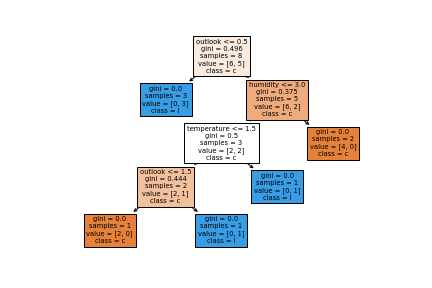 outlook <= 0.5
gini = 0.496
samples = 8
value = [6, 5]
class = c
gini = 0.0
samples = 3
value = [0, 3]
class = l
humidity <= 3.0
gini = 0.375
samples = 5
value = [6, 2]
class = c
temperature <= 1.5
gini = 0.5
samples = 3
value = [2, 2]
class = c
gini = 0.0
samples = 2
value = [4, 0]
class = c
outlook <= 1.5
gini = 0.444
samples = 2
value = [2, 1]
class = c
gini = 0.0
samples = 1
value = [0, 1]
class = l
gini = 0.0
samples = 1
value = [2, 0]
class = c
gini = 0.0
samples = 1
value = [0, 1]
class = l